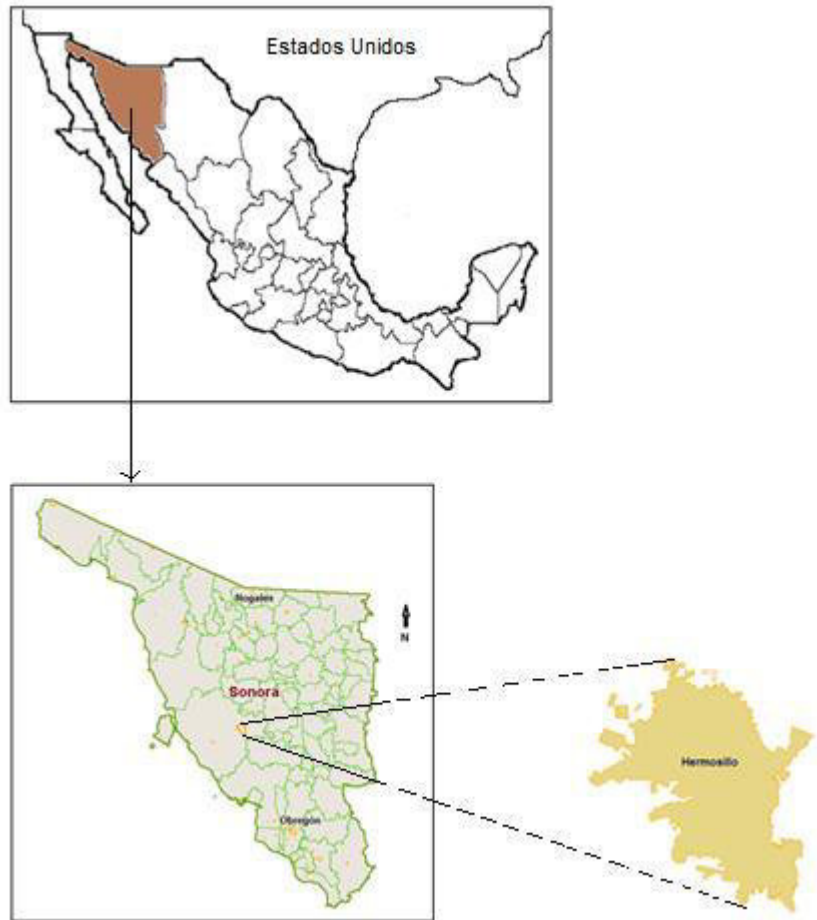 Estados Unidos
Nogales
N
Sonora
Hermosillo
Obregón